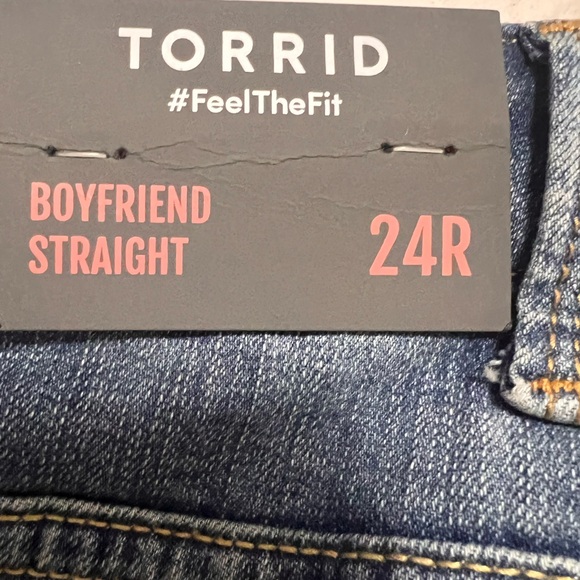 TORRID
#FeelTheFit
BOYFRIEND
STRAIGHT
24R